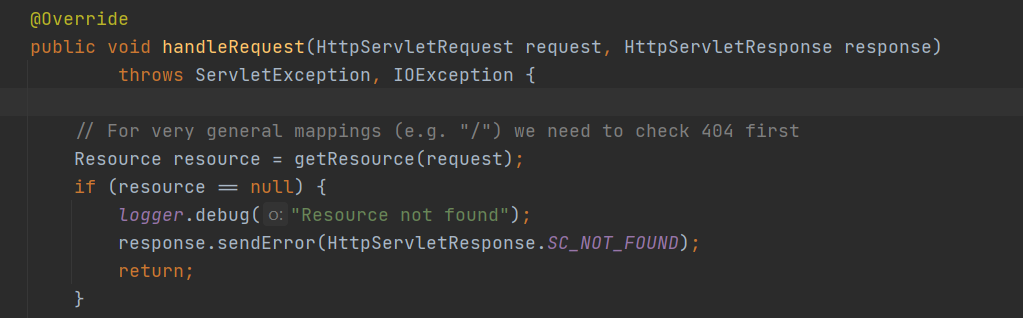 @Override
public void handleRequest(HttpServletRequest request, HttpServletResponse response)
throws ServletException, IOException {
// For very general mappings (e.g. "/") we need to check 404 first
Resource resource = getResource(request);
if (resource == null) {
logger.debug( o: "Resource not found");
response.sendError(HttpServletResponse.SC_NOT_FOUND);
return;
}